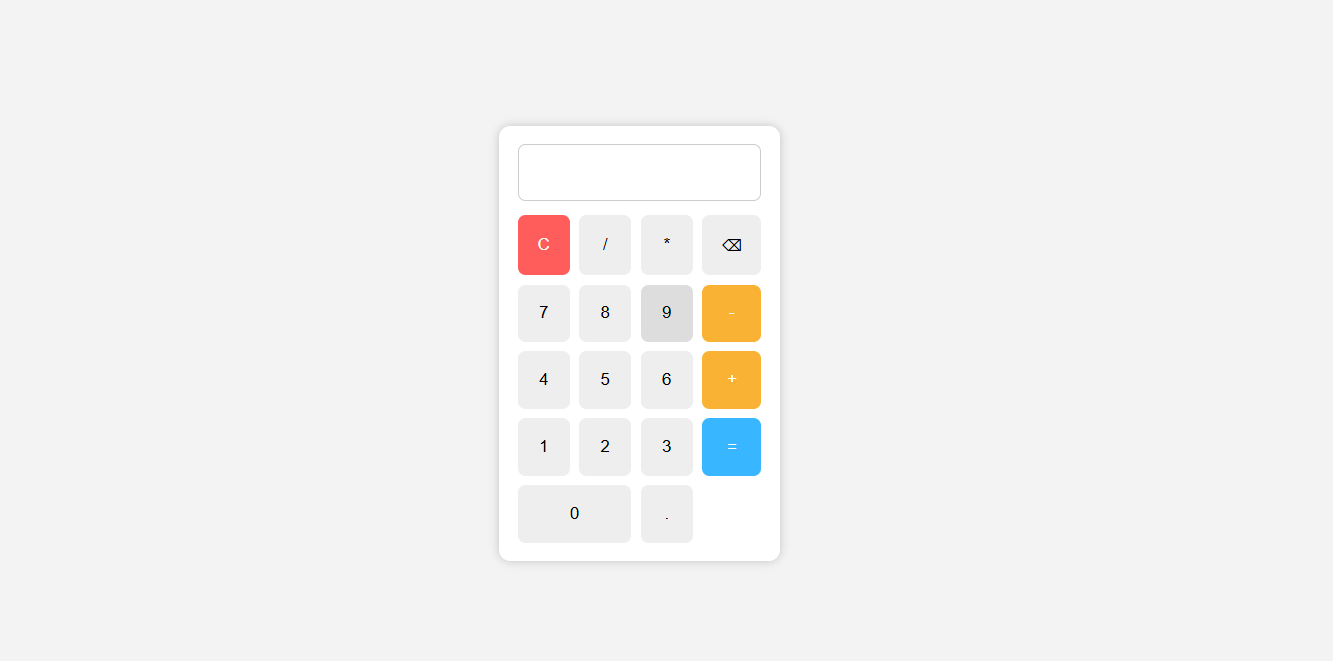 C / * ⌫
7 8 9 -
4 5 6 +
1 2 3 =
0 .